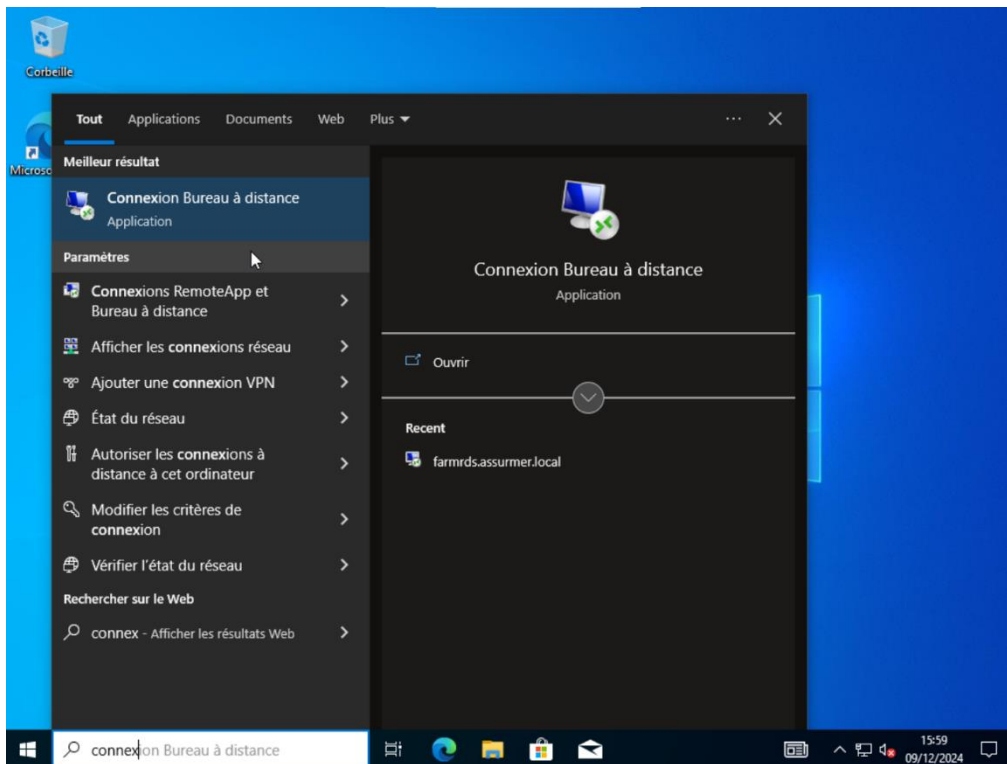 Corbeille
Microso
Tout Applications Documents Web Plus
Meilleur résultat
Connexion Bureau à distance
Application
Paramètres
Connexions RemoteApp et
Bureau à distance
Afficher les connexions réseau
Ajouter une connexion VPN
État du réseau
Autoriser les connexions à
distance à cet ordinateur
Modifier les critères de
connexion
Vérifier l'état du réseau
Rechercher sur le Web
connex - Afficher les résultats Web
Connexion Bureau à distance
Application
Ouvrir
Recent
farmrds.assurmer.local
connexion Bureau à distance
15:59
09/12/2024